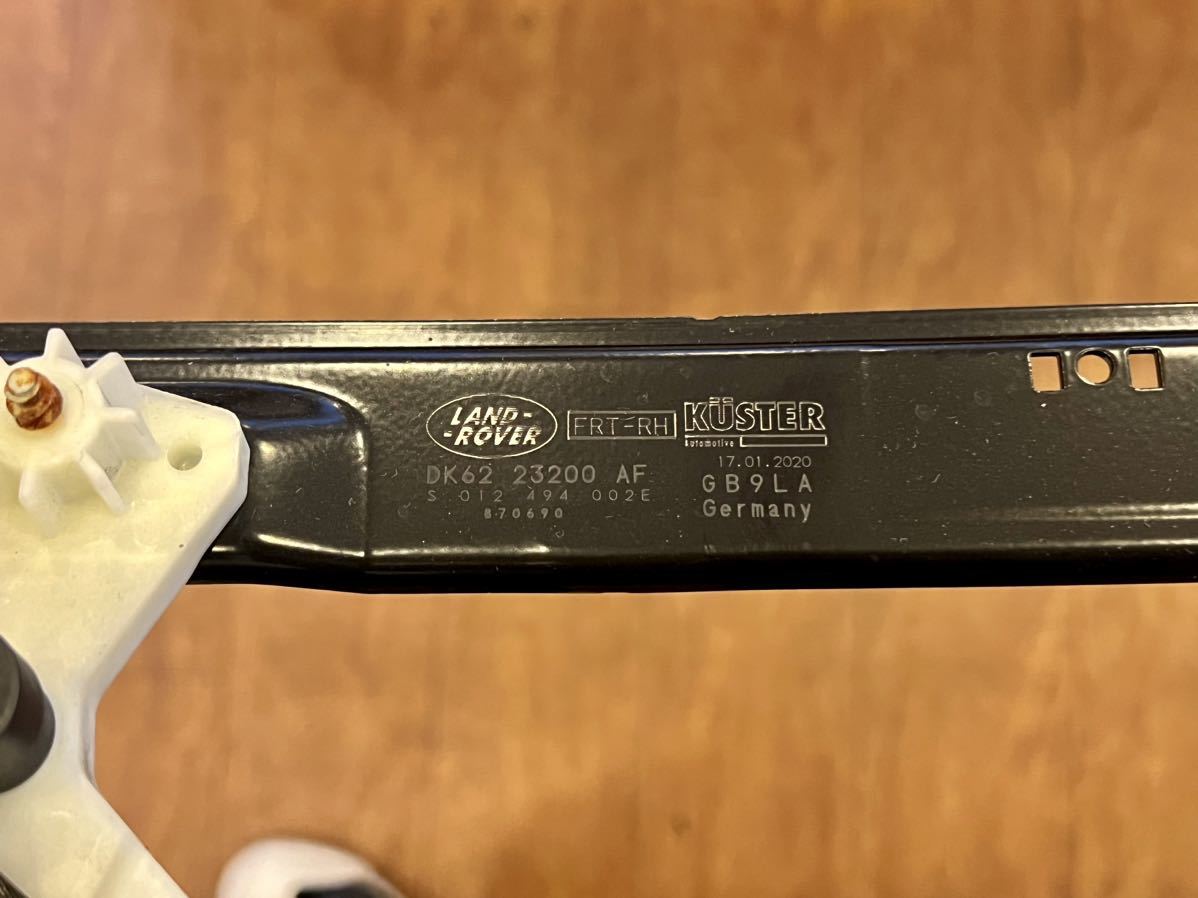 LAND-
-ROVER
FRT-RH
KÜSTER
automotive
DK62 23200 AF
S 012 494 002E
870690
17.01.2020
GB9LA
Germany